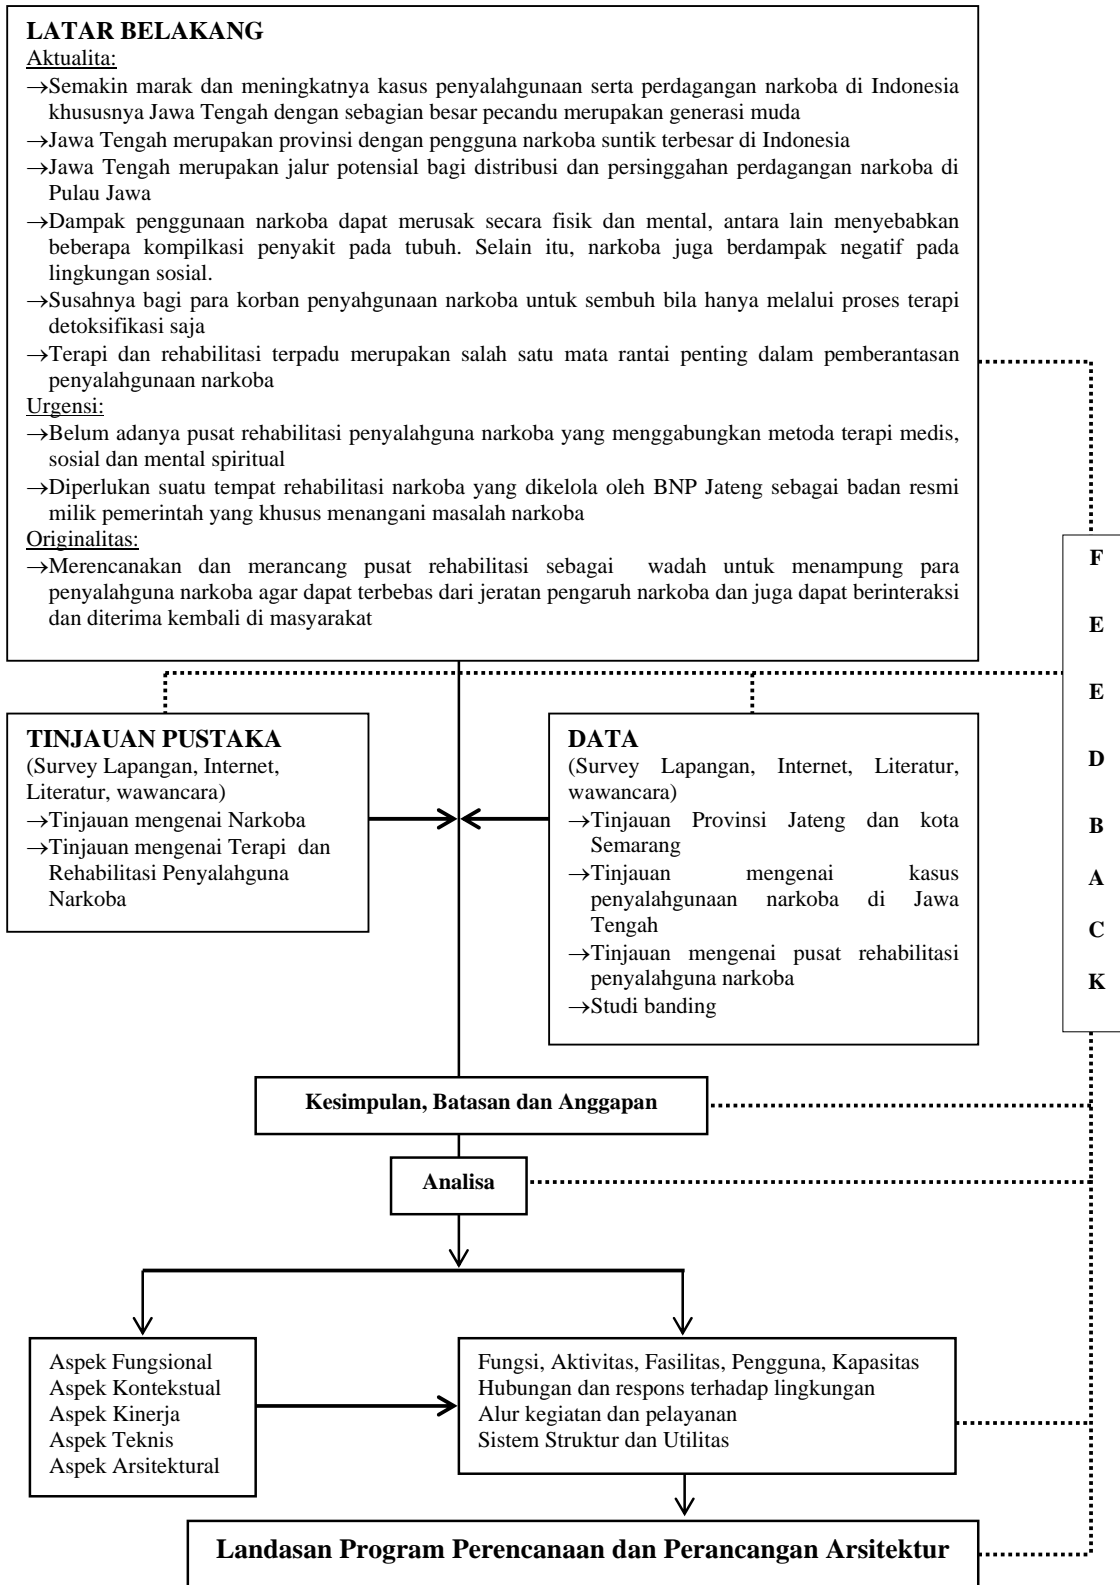 LATAR BELAKANG
Aktualita:
→Semakin marak dan meningkatnya kasus penyalahgunaan serta perdagangan narkoba di Indonesia
khususnya Jawa Tengah dengan sebagian besar pecandu merupakan generasi muda
→Jawa Tengah merupakan provinsi dengan pengguna narkoba suntik terbesar di Indonesia
→Jawa Tengah merupakan jalur potensial bagi distribusi dan persinggahan perdagangan narkoba di
Pulau Jawa
→Dampak penggunaan narkoba dapat merusak secara fisik dan mental, antara lain menyebabkan
beberapa kompilkasi penyakit pada tubuh. Selain itu, narkoba juga berdampak negatif pada
lingkungan sosial.
→Susahnya bagi para korban penyahgunaan narkoba untuk sembuh bila hanya melalui proses terapi
detoksifikasi saja
→Terapi dan rehabilitasi terpadu merupakan salah satu mata rantai penting dalam pemberantasan
penyalahgunaan narkoba
Urgensi:
→Belum adanya pusat rehabilitasi penyalahguna narkoba yang menggabungkan metoda terapi medis,
sosial dan mental spiritual
→Diperlukan suatu tempat rehabilitasi narkoba yang dikelola oleh BNP Jateng sebagai badan resmi
milik pemerintah yang khusus menangani masalah narkoba
Originalitas:
→Merencanakan dan merancang pusat rehabilitasi sebagai wadah untuk menampung para
penyalahguna narkoba agar dapat terbebas dari jeratan pengaruh narkoba dan juga dapat berinteraksi
dan diterima kembali di masyarakat
F
E
E
D
B
A
C
K
TINJAUAN PUSTAKA
(Survey Lapangan, Internet,
Literatur, wawancara)
→Tinjauan mengenai Narkoba
→Tinjauan mengenai Terapi dan
Rehabilitasi Penyalahguna
Narkoba
DATA
(Survey Lapangan, Internet, Literatur,
wawancara)
→Tinjauan Provinsi Jateng dan kota
Semarang
→Tinjauan mengenai kasus
penyalahgunaan narkoba di Jawa
Tengah
→Tinjauan mengenai pusat rehabilitasi
penyalahguna narkoba
→Studi banding
Kesimpulan, Batasan dan Anggapan
Analisa
Aspek Fungsional
Aspek Kontekstual
Aspek Kinerja
Aspek Teknis
Aspek Arsitektural
Fungsi, Aktivitas, Fasilitas, Pengguna, Kapasitas
Hubungan dan respons terhadap lingkungan
Alur kegiatan dan pelayanan
Sistem Struktur dan Utilitas
Landasan Program Perencanaan dan Perancangan Arsitektur